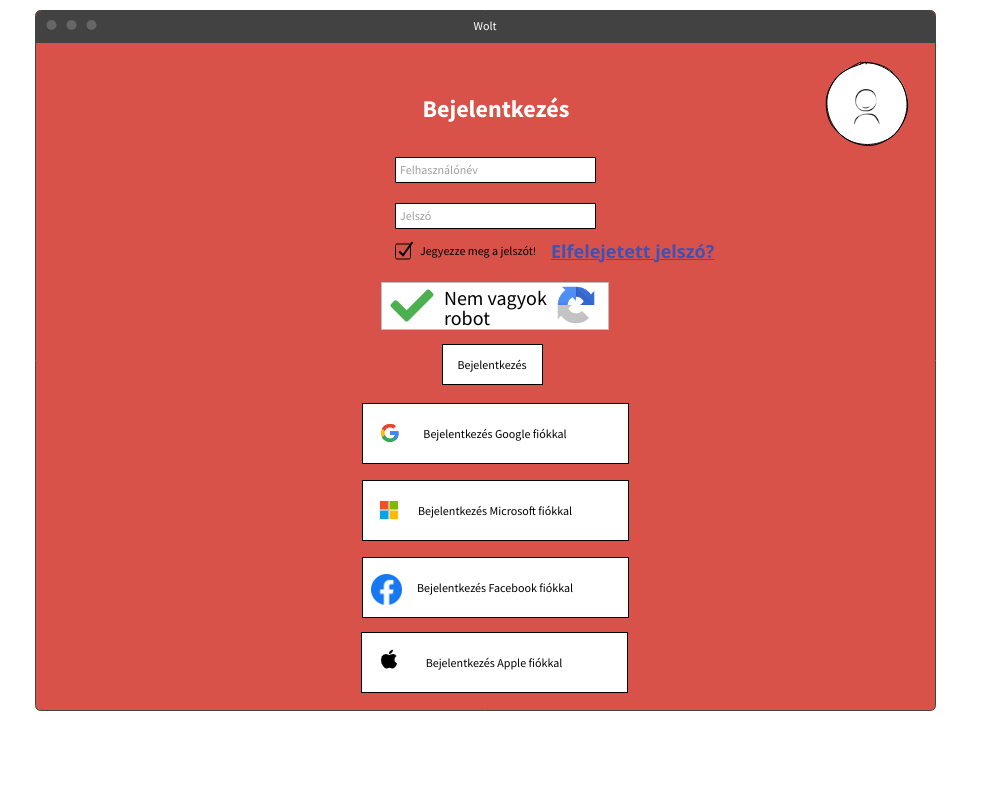 Wolt
Bejelentkezés
Felhasználónév
Jelszó
Jegyezze meg a jelszót! Elfelejetett jelszó?
Nem vagyok
robot
Bejelentkezés
Bejelentkezés Google fiókkal
Bejelentkezés Microsoft fiókkal
Bejelentkezés Facebook fiókkal
Bejelentkezés Apple fiókkal